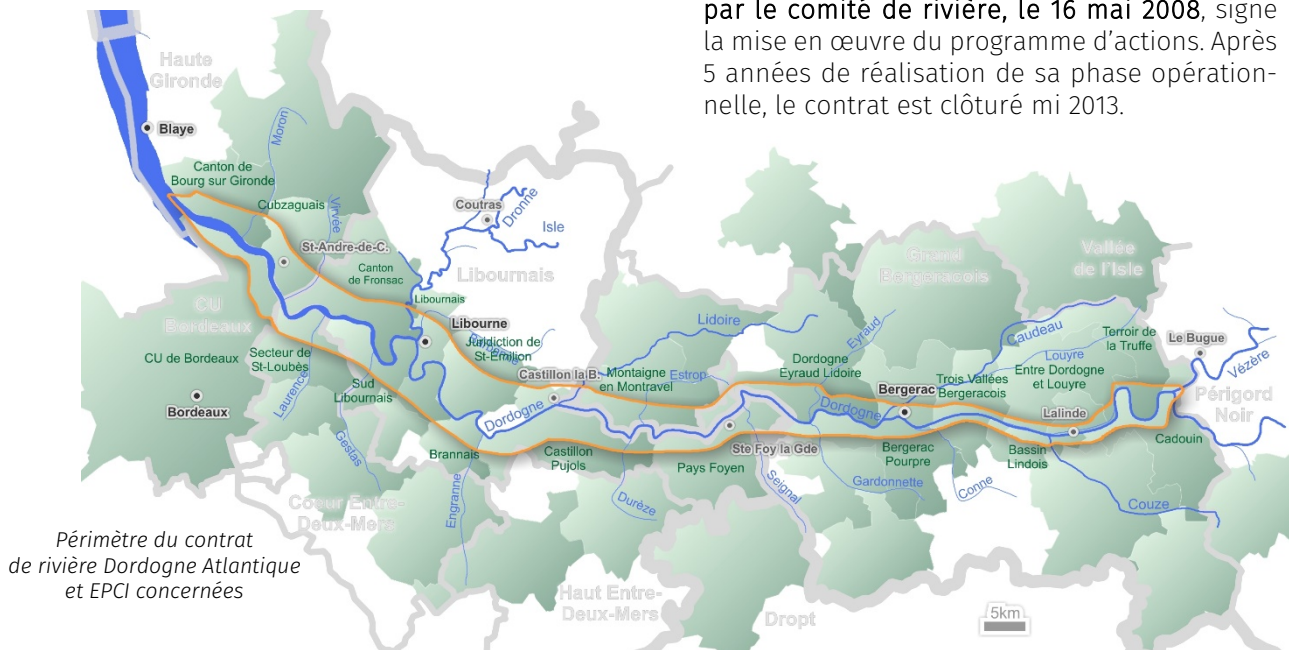 par le comité de rivière, le 16 mai 2008, signe
la mise en œuvre du programme d’actions. Après
5 années de réalisation de sa phase opération-
nelle, le contrat est clôturé mi 2013.
Haute
Gironde
Blaye
Moron
Canton de
Bourg sur Gironde
Cubzaguais
Virvée
Coutras
Dronne
Isle
St-Andre-de-C.
Canton
de Fronsac
Libournais
Libournais
Grand
Bergeracois
Vallée
de l'Isle
CU
Bordeaux
CU de Bordeaux
Bordeaux
Secteur de
St-Loubès
Laurence
Libourne
Juridiction de
St-Emilion
Lidoire
Eyraud
Caudeau
Louyre
Terroir de
la Truffe
Le Bugue
Vézère
Castillon la B.
Montaigne
en Montravel
Estrop
Dordogne
Eyraud Lidoire
Bergerac
Trois Vallées
Bergeracois
Entre Dordogne
et Louyre
Périgord
Noir
Sud
Libournais
Dordogne
Dordogne
Lalinde
Cadouin
Gestas
Brannais
Castillon
Pujols
Pays Foyen
Ste Foy la Gde
Bergerac
Pourpre
Bassin
Lindois
Engranne
Durèze
Seignal
Gardonnette
Conne
Couze
Coeur Entre-
Deux-Mers
Périmètre du contrat
de rivière Dordogne Atlantique
et EPCI concernées
Haut Entre-
Deux-Mers
Dropt
5km